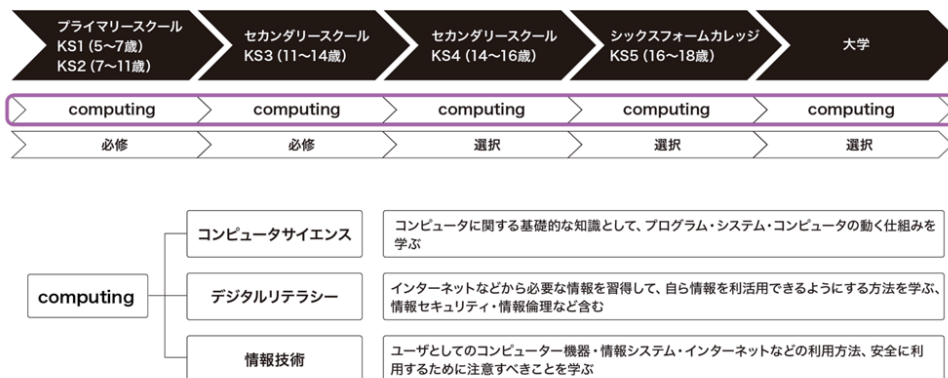 プライマリースクール
KS1（5〜7歳）
KS2（7〜11歳）
セカンダリースクール
KS3（11〜14歳）
セカンダリースクール
KS4（14〜16歳）
シックスフォームカレッジ
KS5（16〜18歳）
大学
computing
computing
computing
computing
computing
必修
必修
選択
選択
選択
computing
コンピュータサイエンス
コンピュータに関する基礎的な知識として、プログラム・システム・コンピュータの動く仕組みを
学ぶ
デジタルリテラシー
インターネットなどから必要な情報を習得して、自ら情報を利活用できるようにする方法を学ぶ、
情報セキュリティ・情報倫理など含む
情報技術
ユーザとしてのコンピューター機器・情報システム・インターネットなどの利用方法、安全に利
用するために注意すべきことを学ぶ